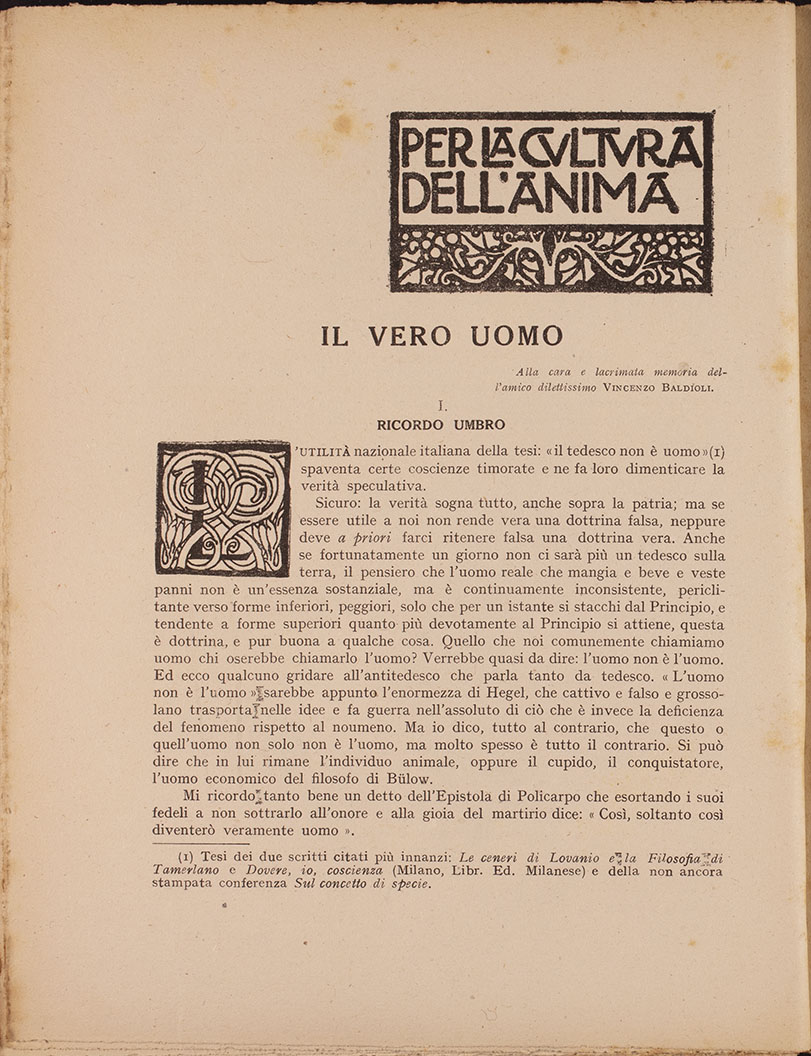 PER LA CVLTVRA
DELL'ANIMA
IL VERO UOMO
Alla cara e lacrimata memoria del-
l'amico dilettissimo VINCENZO BALDÍOLI.
I.
RICORDO UMBRO
L'UTILITÀ nazionale italiana della tesi: «il tedesco non è uomo»(1)
spaventa certe coscienze timorate e ne fa loro dimenticare la
verità speculativa.
Sicuro: la verità sogna tutto, anche sopra la patria; ma se
essere utile a noi non rende vera una dottrina falsa, neppure
deve a priori farci ritenere falsa una dottrina vera. Anche
se fortunatamente un giorno non ci sarà più un tedesco sulla
terra, il pensiero che l'uomo reale che mangia e beve e veste
panni non è un'essenza sostanziale, ma è continuamente inconsistente, pericli-
tante verso forme inferiori, peggiori, solo che per un istante si stacchi dal Principio, e
tendente a forme superiori quanto più devotamente al Principio si attiene, questa
è dottrina, e pur buona a qualche cosa. Quello che noi comunemente chiamiamo
uomo chi oserebbe chiamarlo l'uomo? Verrebbe quasi da dire: l'uomo non è l'uomo.
Ed ecco qualcuno gridare all'antitedesco che parla tanto da tedesco. « L'uomo
non è l'uomo » sarebbe appunto l'enormezza di Hegel, che cattivo e falso e grosso-
lano trasporta nelle idee e fa guerra nell'assoluto di ciò che è invece la deficienza
del fenomeno rispetto al noumeno. Ma io dico, tutto al contrario, che questo o
quell'uomo non solo non è l'uomo, ma molto spesso è tutto il contrario. Si può
dire che in lui rimane l'individuo animale, oppure il cupido, il conquistatore,
l'uomo economico del filosofo di Bülow.
Mi ricordo tanto bene un detto dell'Epistola di Policarpo che esortando i suoi
fedeli a non sottrarlo all'onore e alla gioia del martirio dice: « Così, soltanto così
diventerò veramente uomo ».
(1) Tesi dei due scritti citati più innanzi: Le ceneri di Lovanio e la Filosofia di
Tamerlano e Dovere, io, coscienza (Milano, Libr. Ed. Milanese) e della non ancora
stampata conferenza Sul concetto di specie.